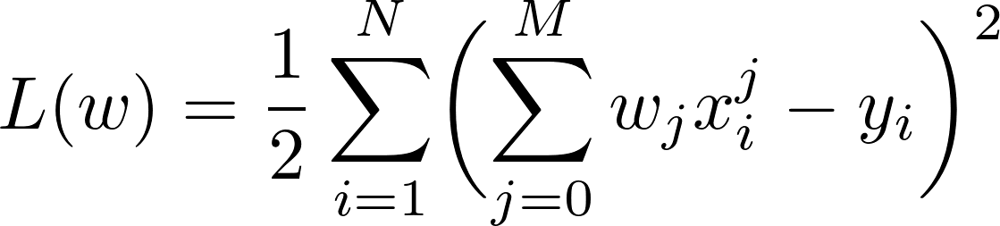 L(w) = \frac{1}{2} \sum_{i=1}^{N} \left( \sum_{j=0}^{M} w_j x_i^j - y_i \right)^2